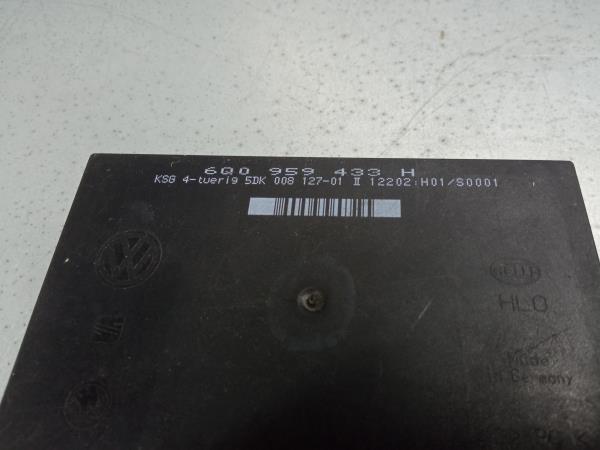 6Q0 959 433 H
KSG 4-tuerig 5DK 008 127-01 II 12202:H01/S0001
VW
HELLA
HLO
Made
in Germany